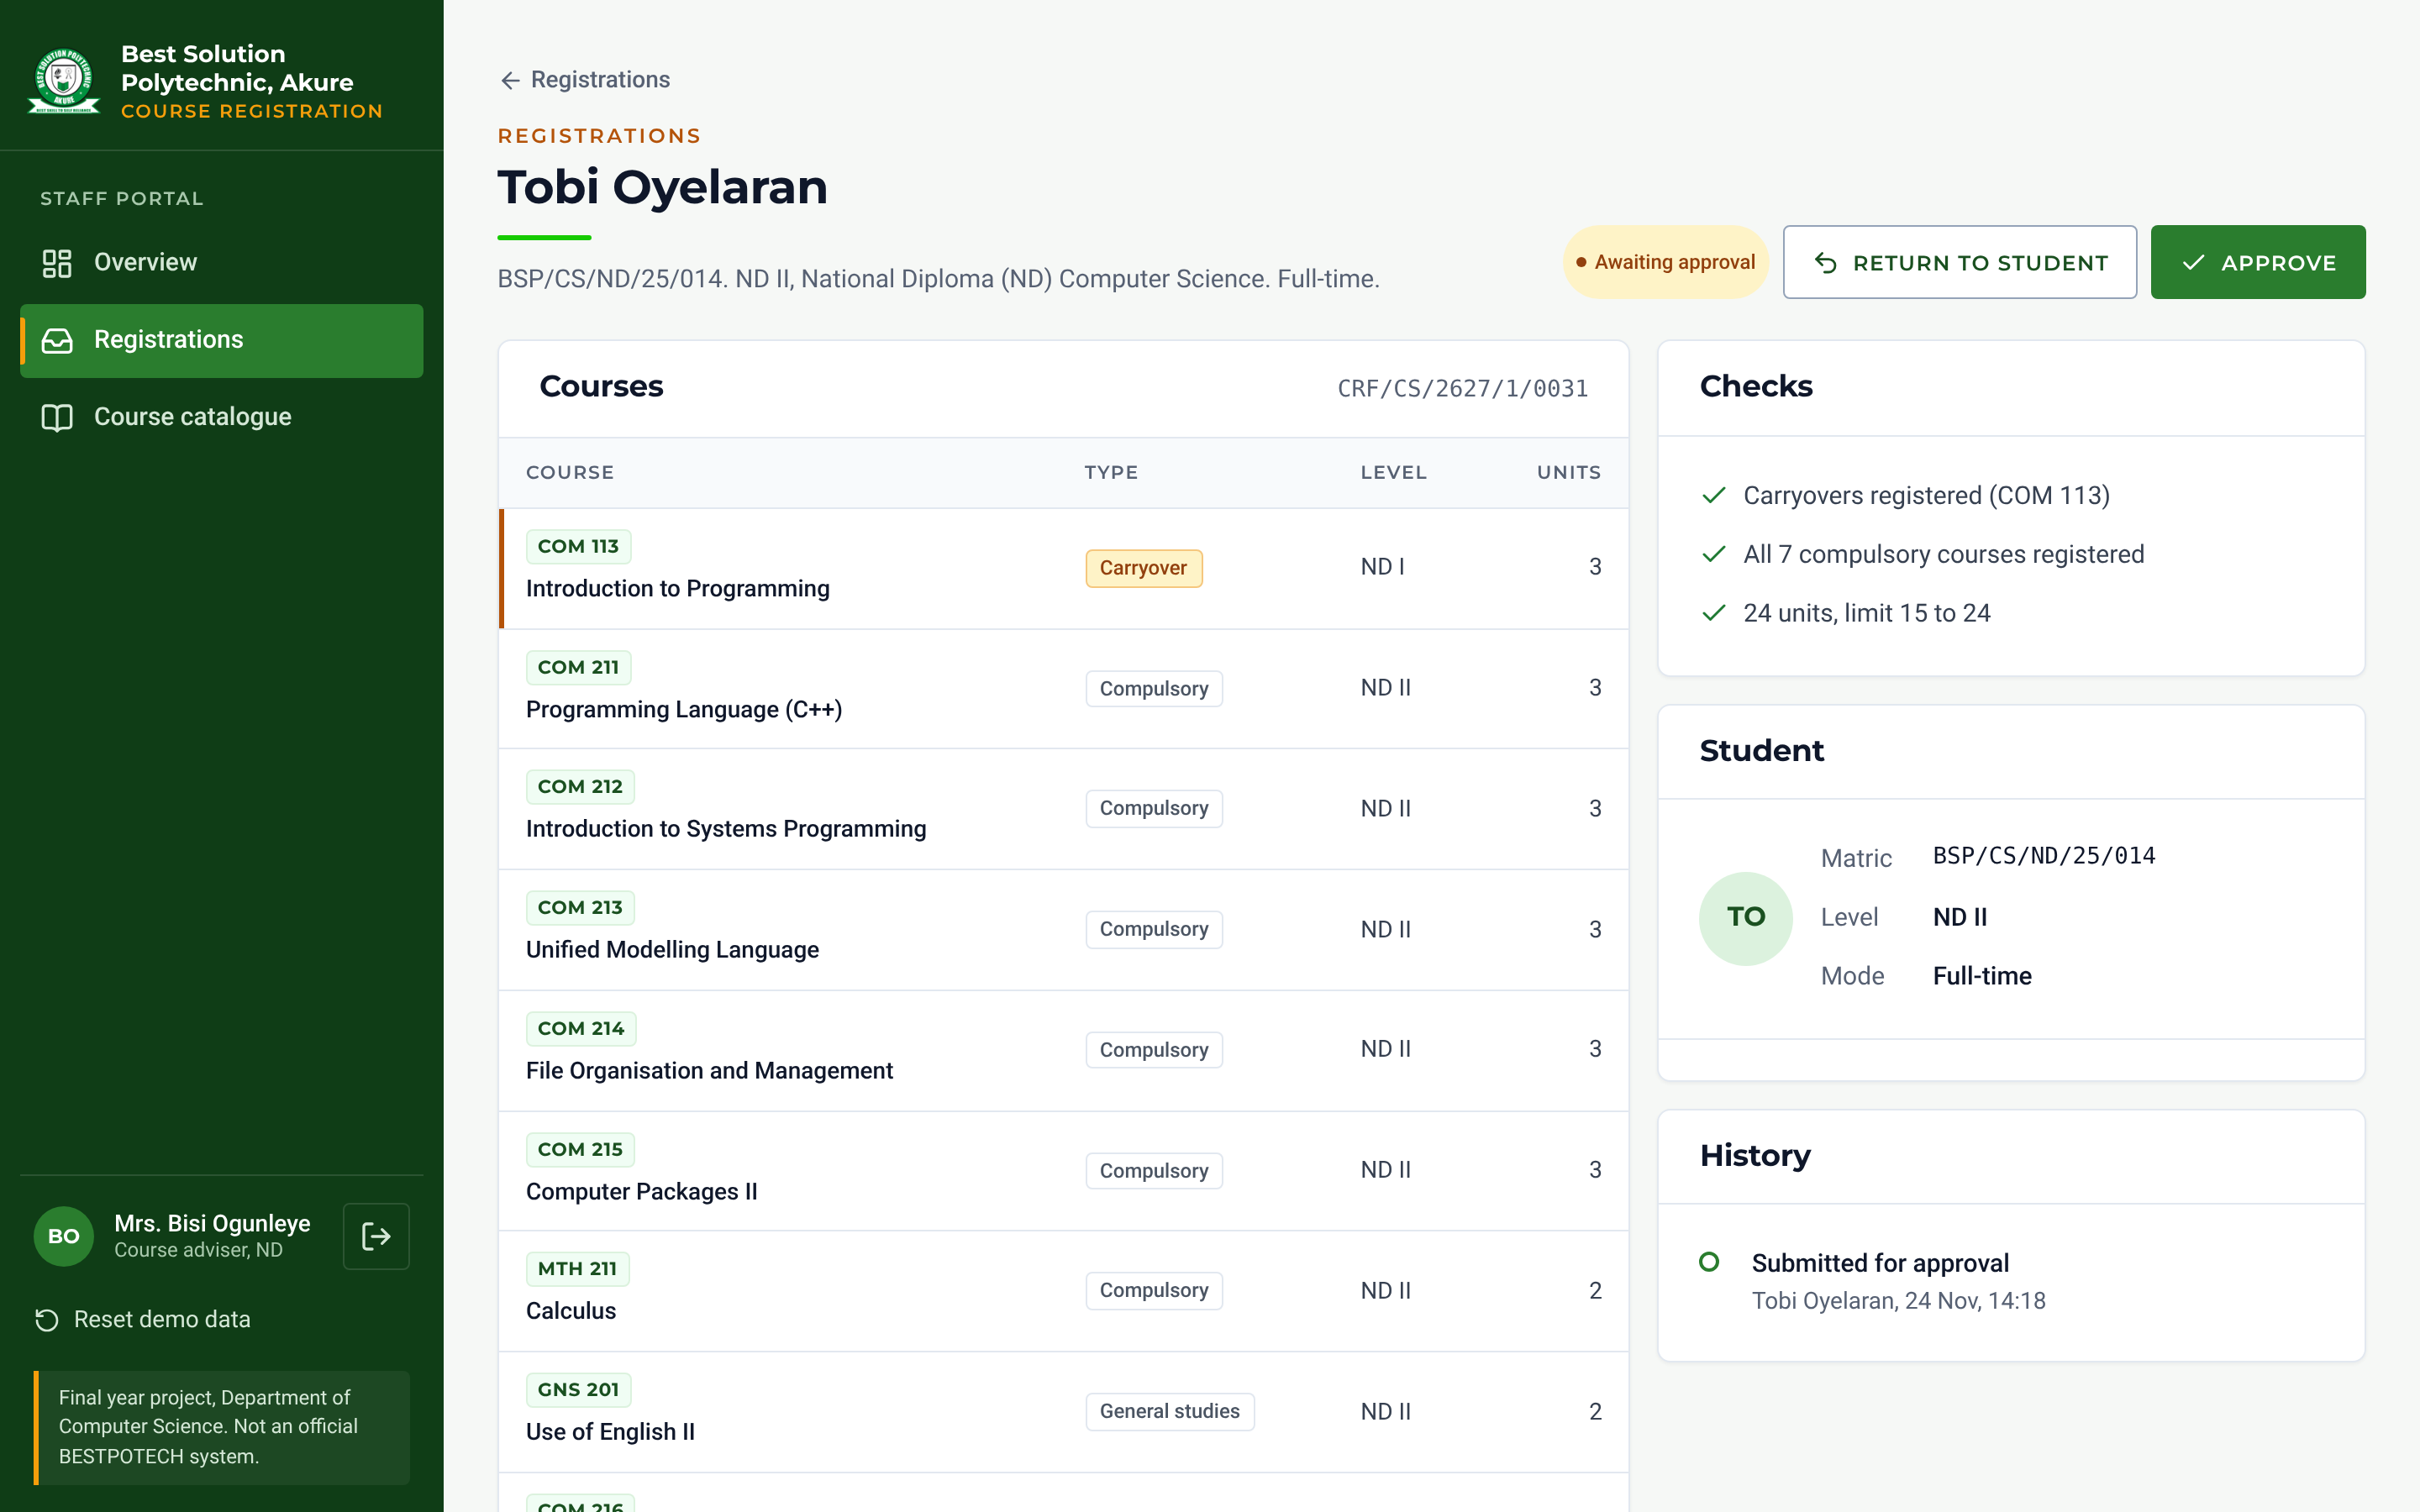 Best Solution
Polytechnic, Akure
COURSE REGISTRATION
STAFF PORTAL
Overview
Registrations
Course catalogue
BO
Mrs. Bisi Ogunleye
Course adviser, ND
Reset demo data
Final year project, Department of
Computer Science. Not an official
BESTPOTECH system.
Registrations
REGISTRATIONS
Tobi Oyelaran
BSP/CS/ND/25/014. ND II, National Diploma (ND) Computer Science. Full-time.
Awaiting approval
RETURN TO STUDENT
APPROVE
Courses
CRF/CS/2627/1/0031
COURSE TYPE LEVEL UNITS
COM 113
Introduction to Programming
Carryover ND I 3
COM 211
Programming Language (C++)
Compulsory ND II 3
COM 212
Introduction to Systems Programming
Compulsory ND II 3
COM 213
Unified Modelling Language
Compulsory ND II 3
COM 214
File Organisation and Management
Compulsory ND II 3
COM 215
Computer Packages II
Compulsory ND II 3
MTH 211
Calculus
Compulsory ND II 2
GNS 201
Use of English II
General studies ND II 2
COM 216
Checks
Carryovers registered (COM 113)
All 7 compulsory courses registered
24 units, limit 15 to 24
Student
TO
Matric BSP/CS/ND/25/014
Level ND II
Mode Full-time
History
Submitted for approval
Tobi Oyelaran, 24 Nov, 14:18